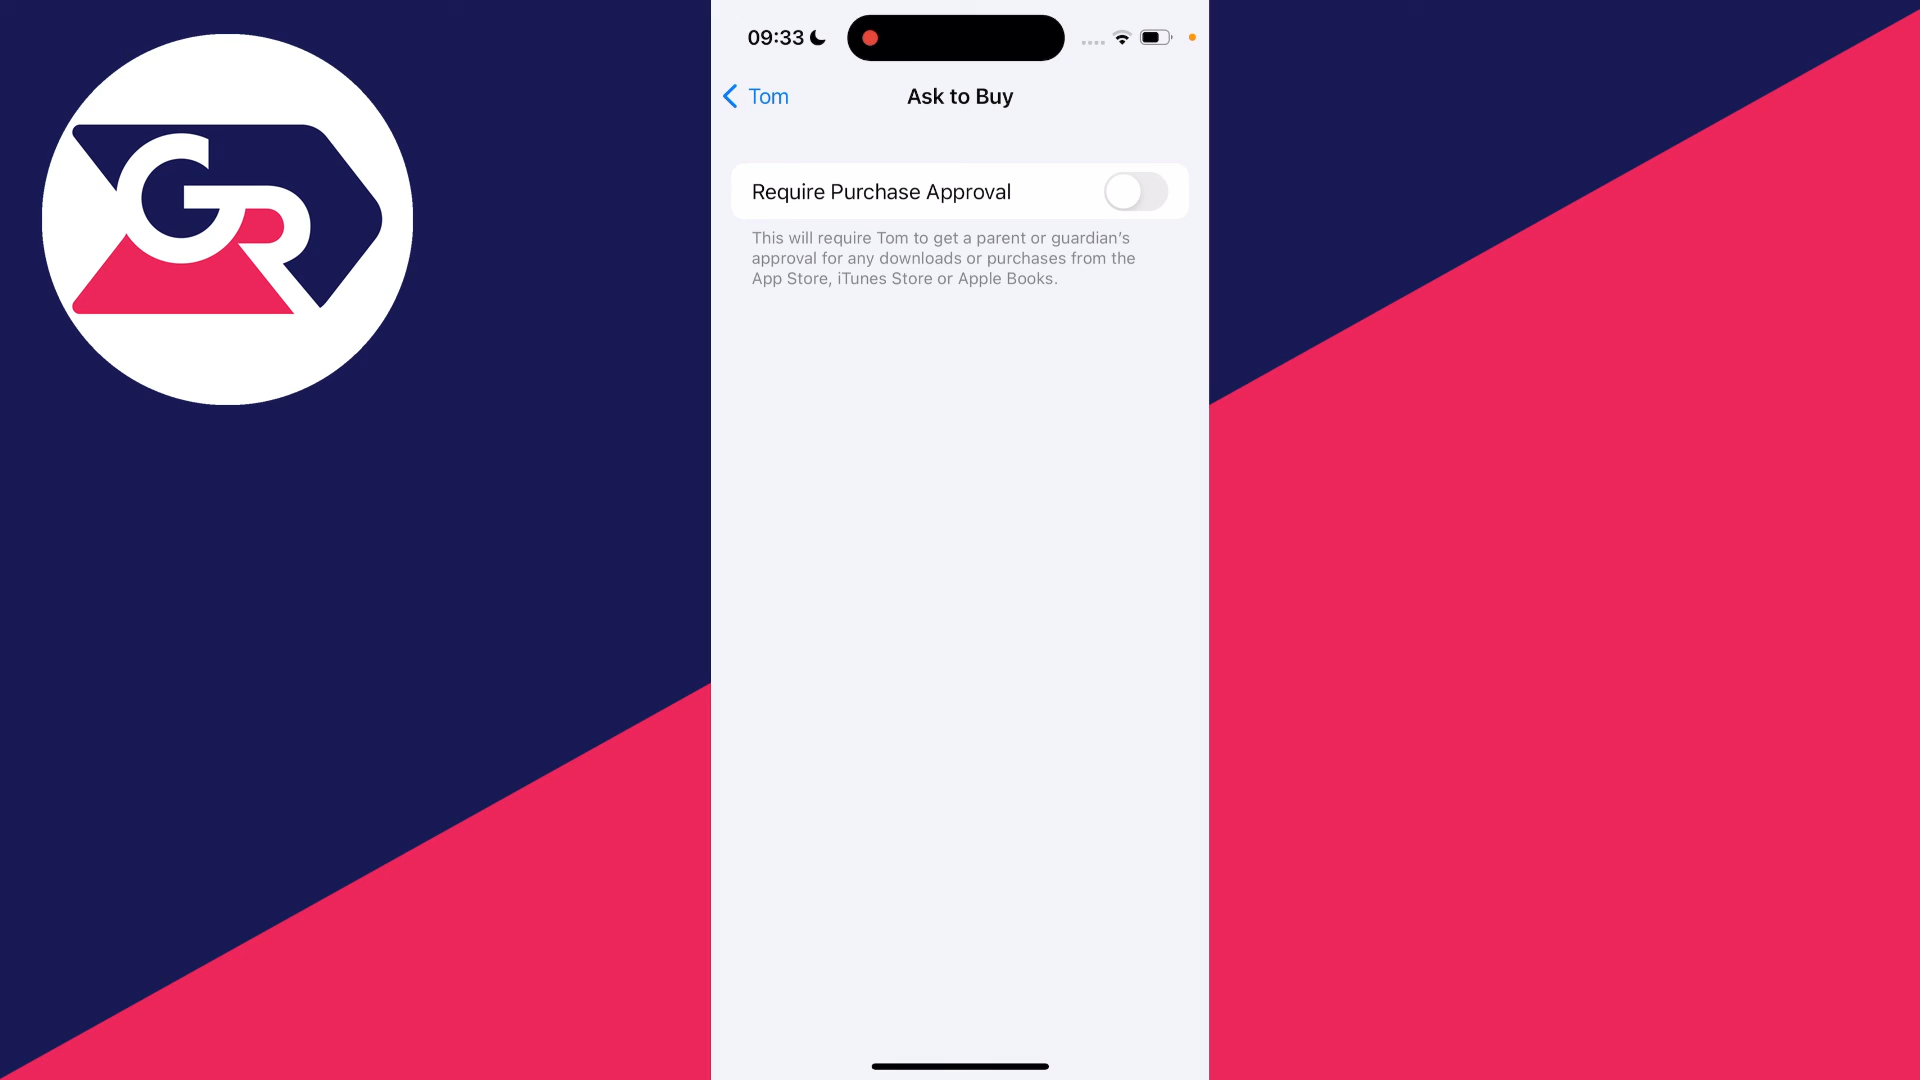 GR
09:33
Tom
Ask to Buy
Require Purchase Approval
This will require Tom to get a parent or guardian’s
approval for any downloads or purchases from the
App Store, iTunes Store or Apple Books.